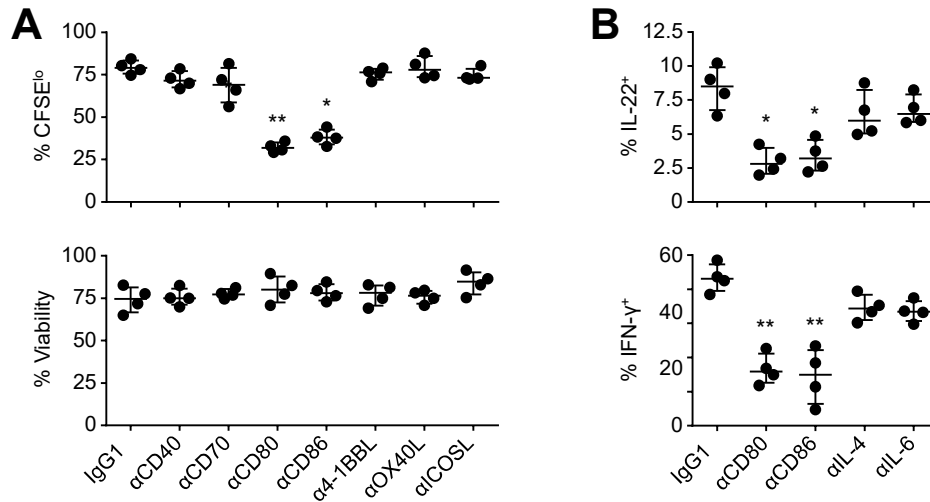 A
% CFSElo
100
75
50
25
0
**
*
% Viability
100
75
50
25
0
IgG1
αCD40
αCD70
αCD80
αCD86
α4-1BBL
αOX40L
αICOSL
B
% IL-22+
12.5
10
7.5
5
2.5
0
*
*
% IFN-γ+
60
40
20
0
**
**
IgG1
αCD80
αCD86
αIL-4
αIL-6